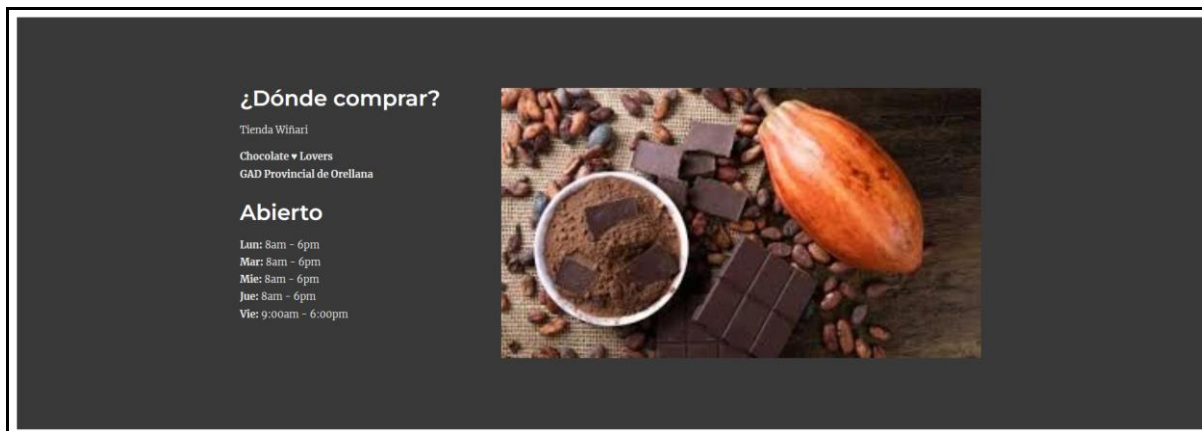 ¿Dónde comprar?
Tienda Wiñari
Chocolate ♥ Lovers
GAD Provincial de Orellana
Abierto
Lun: 8am - 6pm
Mar: 8am - 6pm
Mie: 8am - 6pm
Jue: 8am - 6pm
Vie: 9:00am - 6:00pm